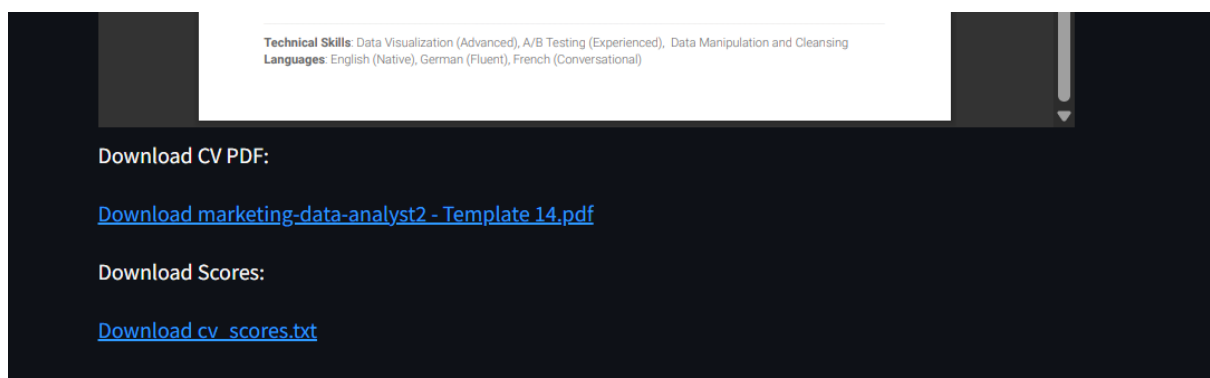 Technical Skills: Data Visualization (Advanced), A/B Testing (Experienced), Data Manipulation and Cleansing
Languages: English (Native), German (Fluent), French (Conversational)
Download CV PDF:
Download marketing-data-analyst2 - Template 14.pdf
Download Scores:
Download cv_scores.txt